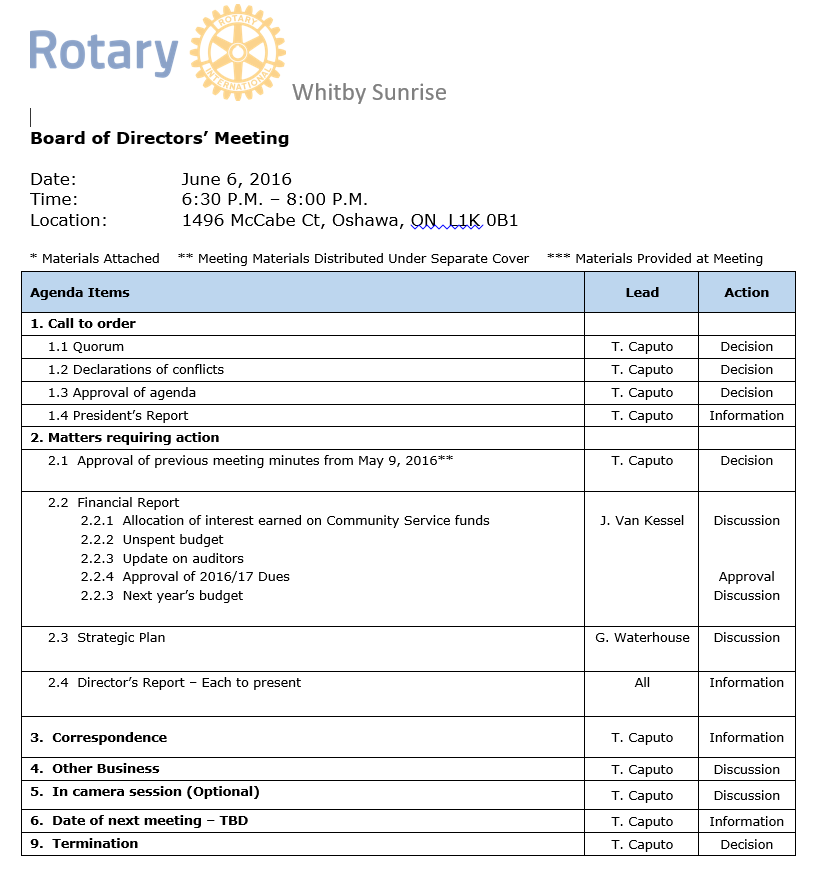 Rotary
ROTARY
INTERNATIONAL
Whitby Sunrise
Board of Directors’ Meeting
Date: June 6, 2016
Time: 6:30 P.M. – 8:00 P.M.
Location: 1496 McCabe Ct, Oshawa, ON L1K 0B1
* Materials Attached ** Meeting Materials Distributed Under Separate Cover *** Materials Provided at Meeting
Agenda Items Lead Action
1. Call to order
1.1 Quorum T. Caputo Decision
1.2 Declarations of conflicts T. Caputo Decision
1.3 Approval of agenda T. Caputo Decision
1.4 President’s Report T. Caputo Information
2. Matters requiring action
2.1 Approval of previous meeting minutes from May 9, 2016** T. Caputo Decision
2.2 Financial Report
2.2.1 Allocation of interest earned on Community Service funds J. Van Kessel Discussion
2.2.2 Unspent budget
2.2.3 Update on auditors
2.2.4 Approval of 2016/17 Dues Approval
2.2.3 Next year’s budget Discussion
2.3 Strategic Plan G. Waterhouse Discussion
2.4 Director’s Report – Each to present All Information
3. Correspondence T. Caputo Information
4. Other Business T. Caputo Discussion
5. In camera session (Optional) T. Caputo Discussion
6. Date of next meeting – TBD T. Caputo Information
9. Termination T. Caputo Decision